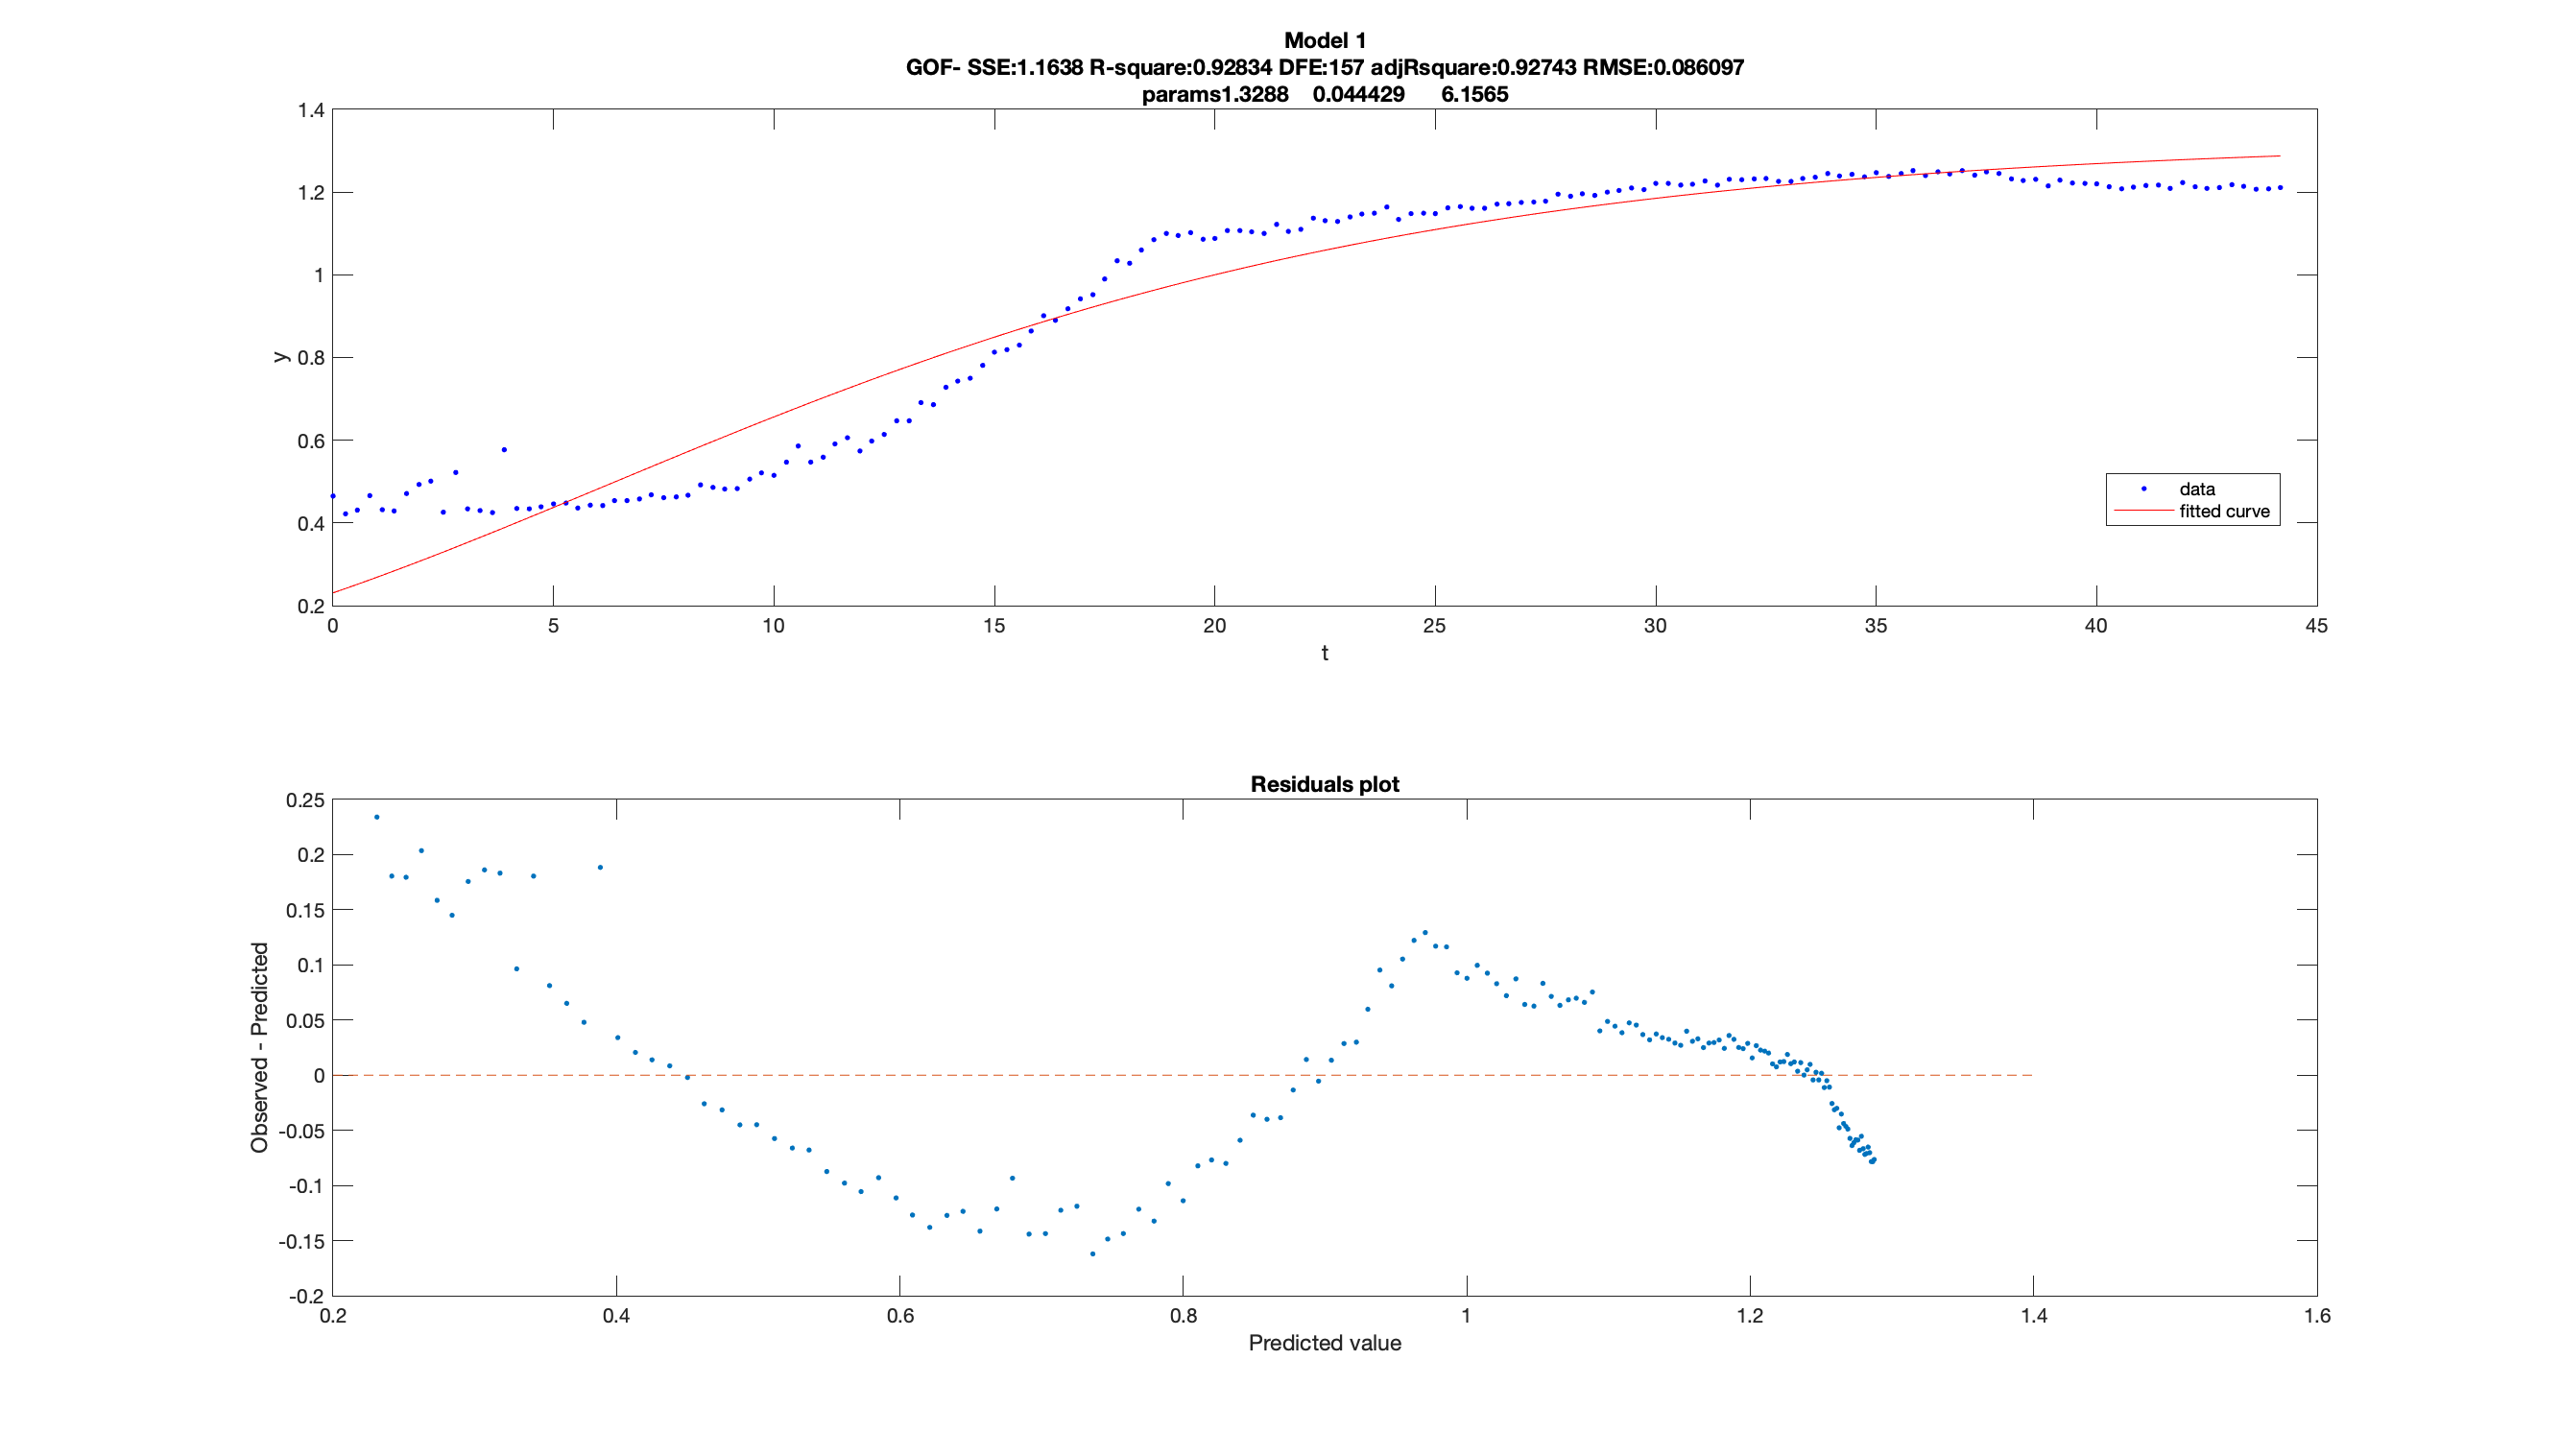 Model 1
GOF- SSE:1.1638 R-square:0.92834 DFE:157 adjRsquare:0.92743 RMSE:0.086097
params1.3288 0.044429 6.1565
1.4
1.2
1
0.8
0.6
0.4
0.2
y
0 5 10 15 20 25 30 35 40 45
t
data
fitted curve
Residuals plot
0.25
0.2
0.15
0.1
0.05
0
-0.05
-0.1
-0.15
-0.2
Observed - Predicted
0.2 0.4 0.6 0.8 1 1.2 1.4 1.6
Predicted value